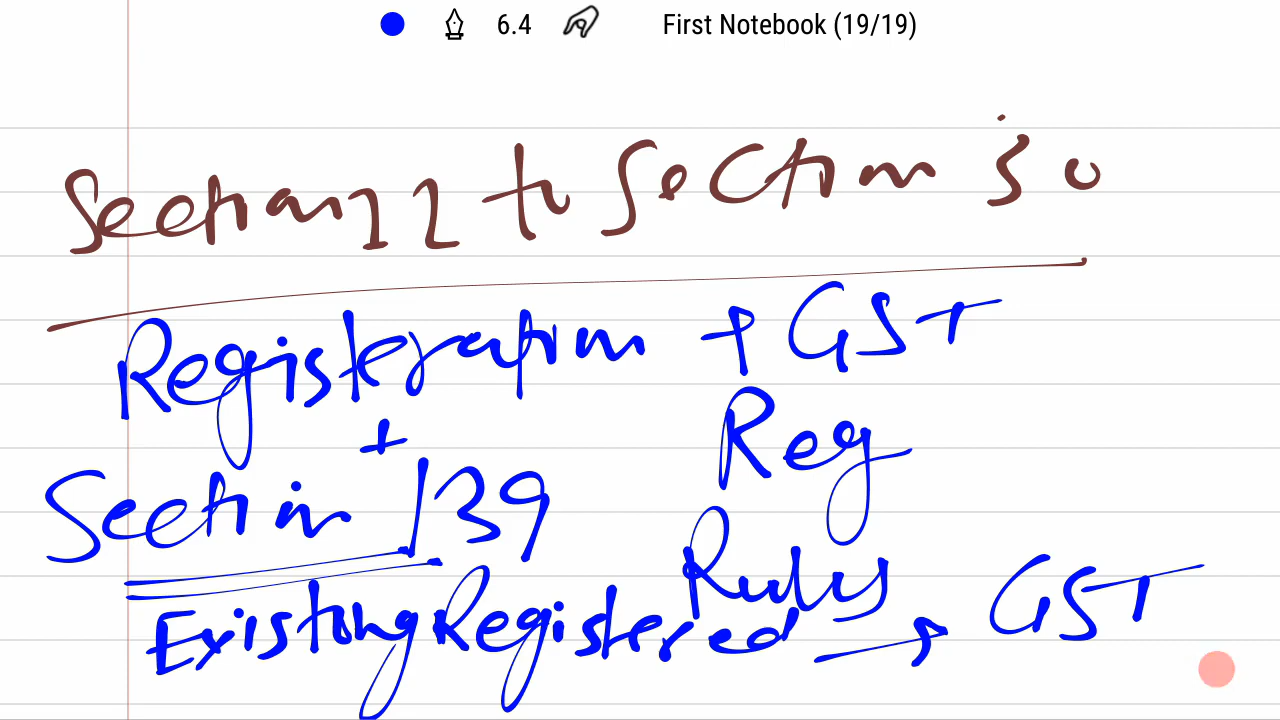 6.4 First Notebook (19/19)
Section 22 to Section 30
Registeration + GST
+ Reg
Section 139 Rules
Existing Registered → GST